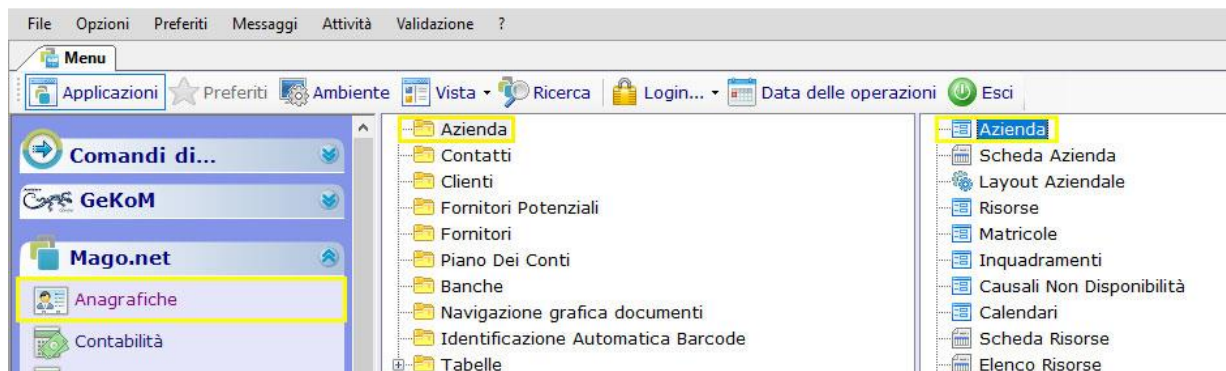 File Opzioni Preferiti Messaggi Attività Validazione ?
Menu
Applicazioni Preferiti Ambiente Vista Ricerca Login... Data delle operazioni Esci
Comandi di...
GeKoM
Mago.net
Anagrafiche
Contabilità
Azienda
Contatti
Clienti
Fornitori Potenziali
Fornitori
Piano Dei Conti
Banche
Navigazione grafica documenti
Identificazione Automatica Barcode
Tabelle
Azienda
Scheda Azienda
Layout Aziendale
Risorse
Matricole
Inquadramenti
Causali Non Disponibilità
Calendari
Scheda Risorse
Elenco Risorse